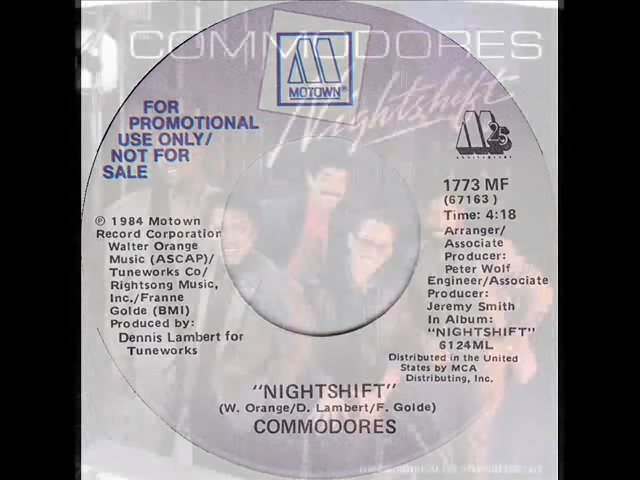 COMMODORES
Nightshift
MOTOWN®
FOR
PROMOTIONAL
USE ONLY/
NOT FOR
SALE
M25
ANNIVERSARY
1773 MF
(67163)
Time: 4:18
Arranger/
Associate
Producer:
Peter Wolf
Engineer/Associate
Producer:
Jeremy Smith
In Album:
"NIGHTSHIFT"
6124ML
Distributed in the United
States by MCA
Distributing, Inc.
℗ 1984 Motown
Record Corporation
Walter Orange
Music (ASCAP)/
Tuneworks Co/
Rightsong Music,
Inc./Franne
Golde (BMI)
Produced by:
Dennis Lambert for
Tuneworks
"NIGHTSHIFT"
(W. Orange/D. Lambert/F. Golde)
COMMODORES